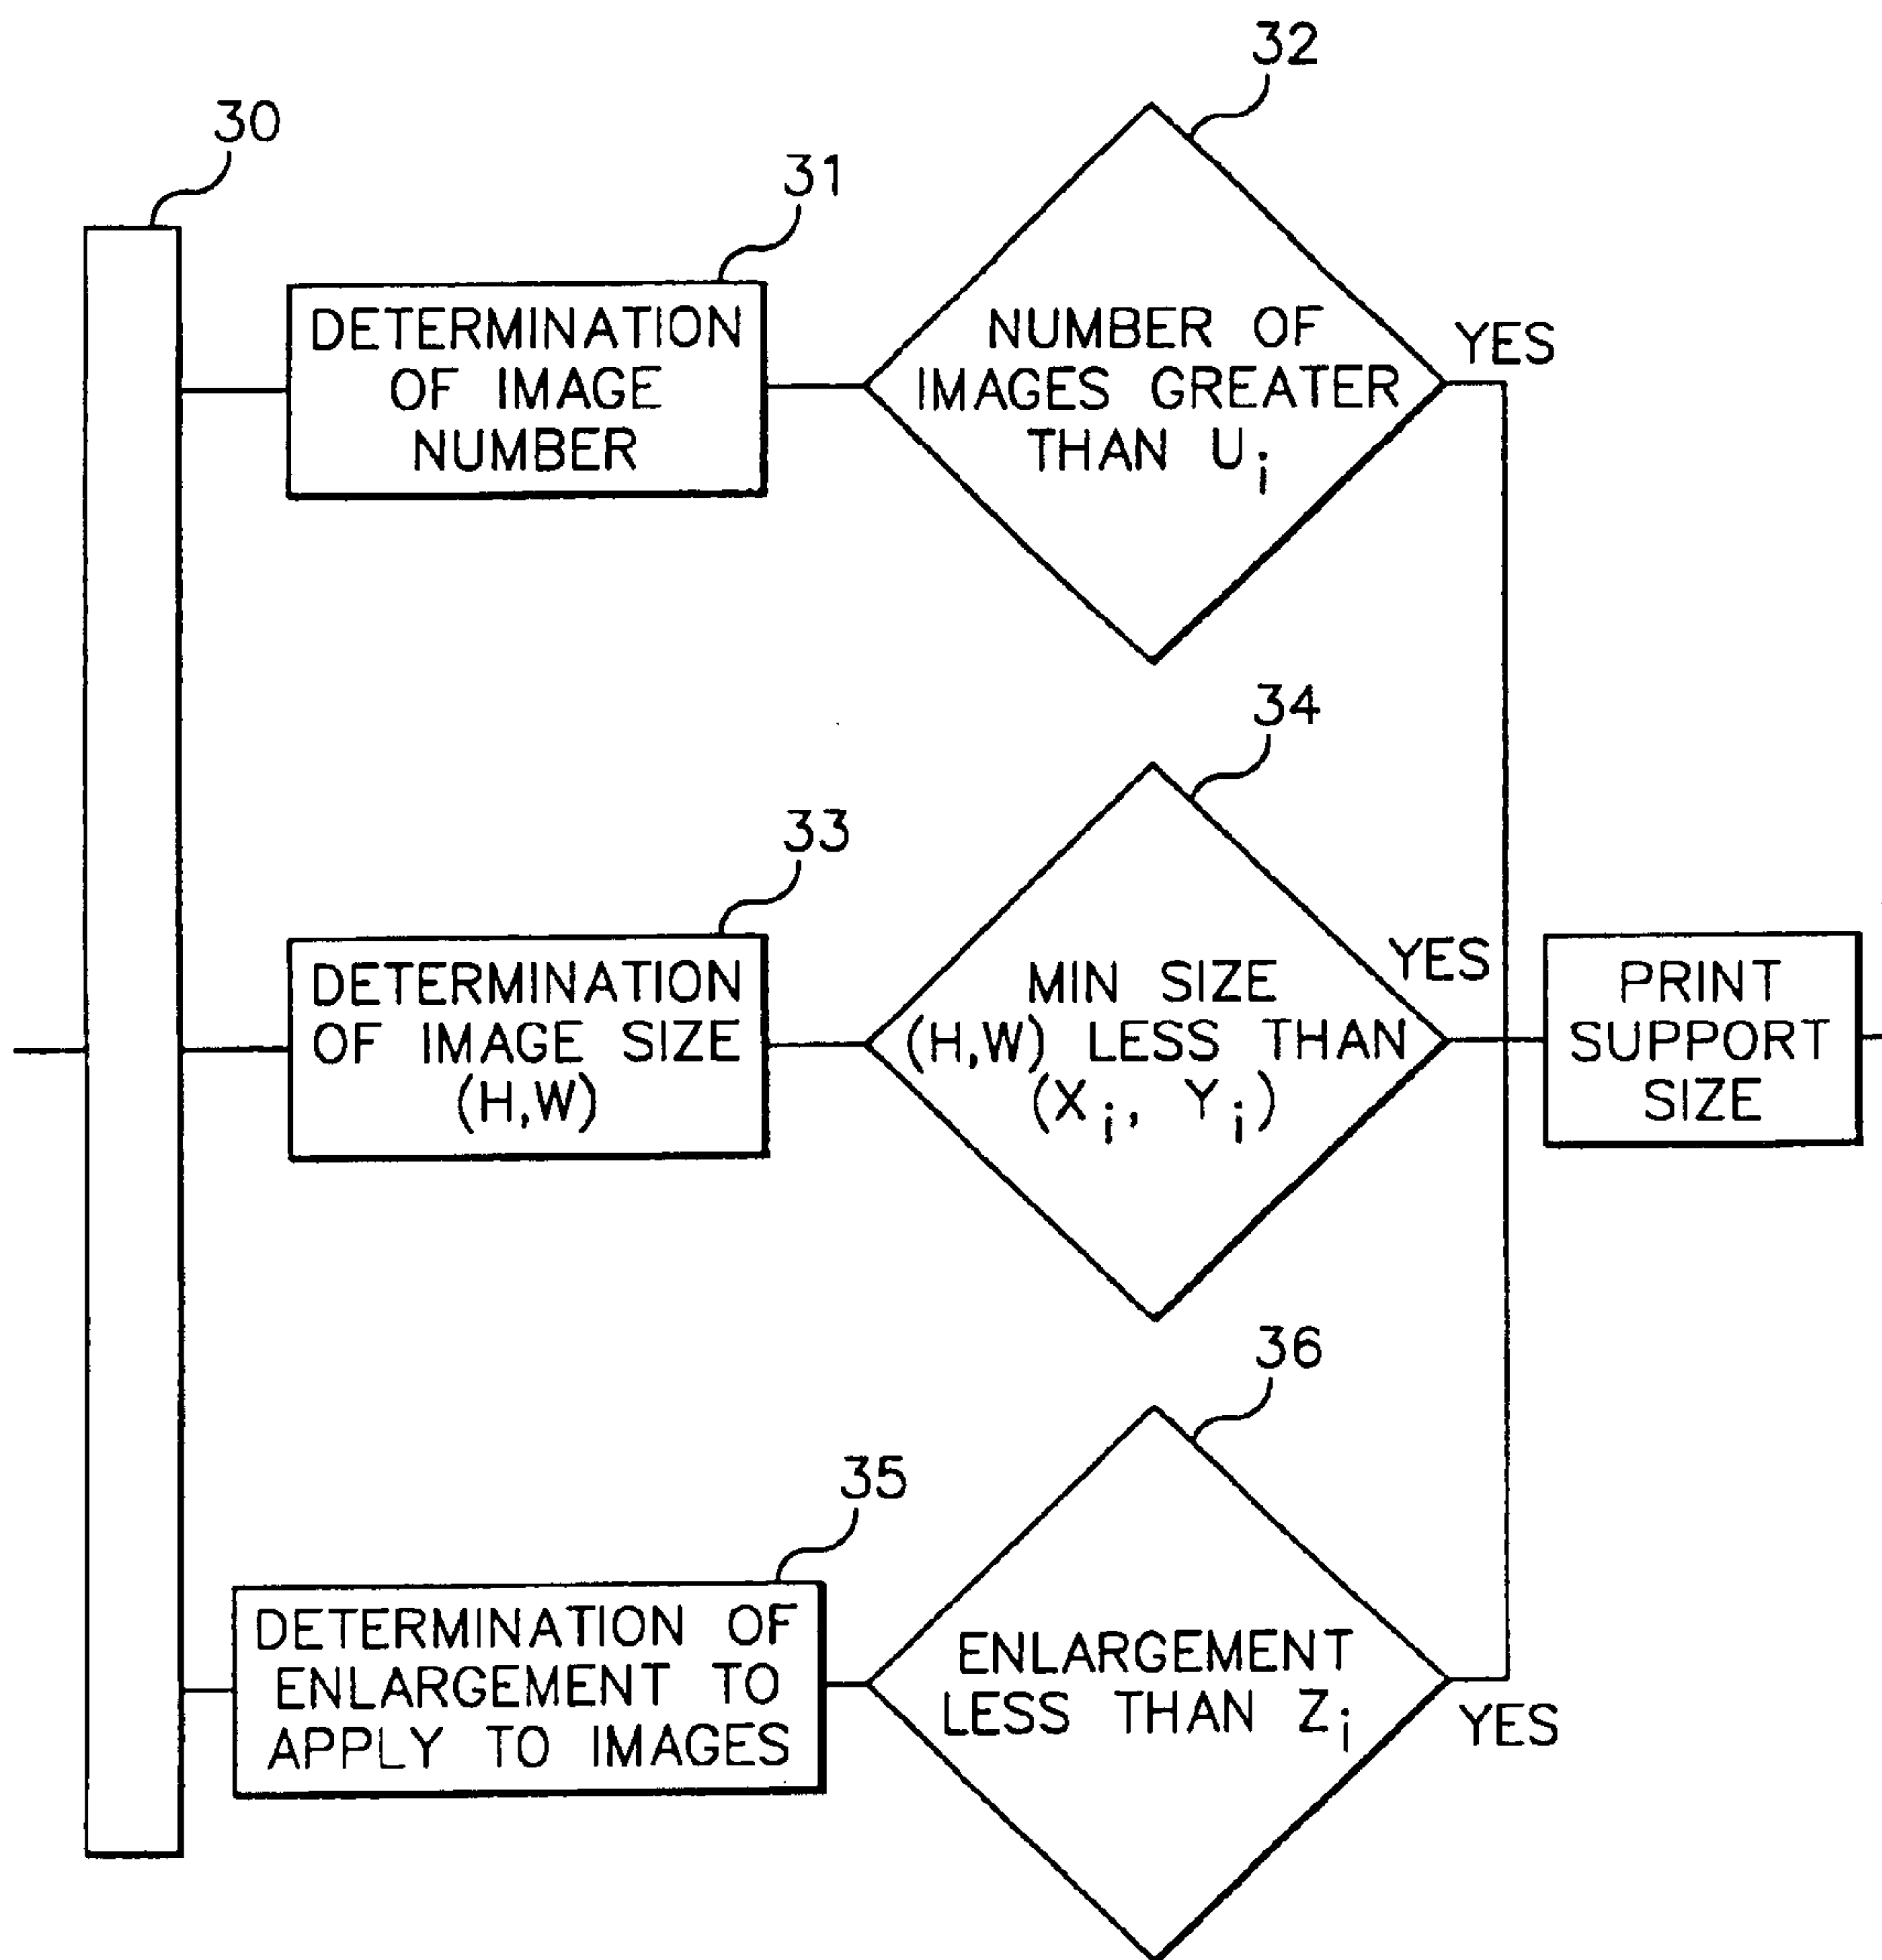 30
31
DETERMINATION
OF IMAGE
NUMBER
32
NUMBER OF
IMAGES GREATER
THAN Ui
YES
33
DETERMINATION
OF IMAGE SIZE
(H,W)
34
MIN SIZE
(H,W) LESS THAN
(Xi, Yi)
YES
PRINT
SUPPORT
SIZE
35
DETERMINATION OF
ENLARGEMENT TO
APPLY TO IMAGES
36
ENLARGEMENT
LESS THAN Zi
YES